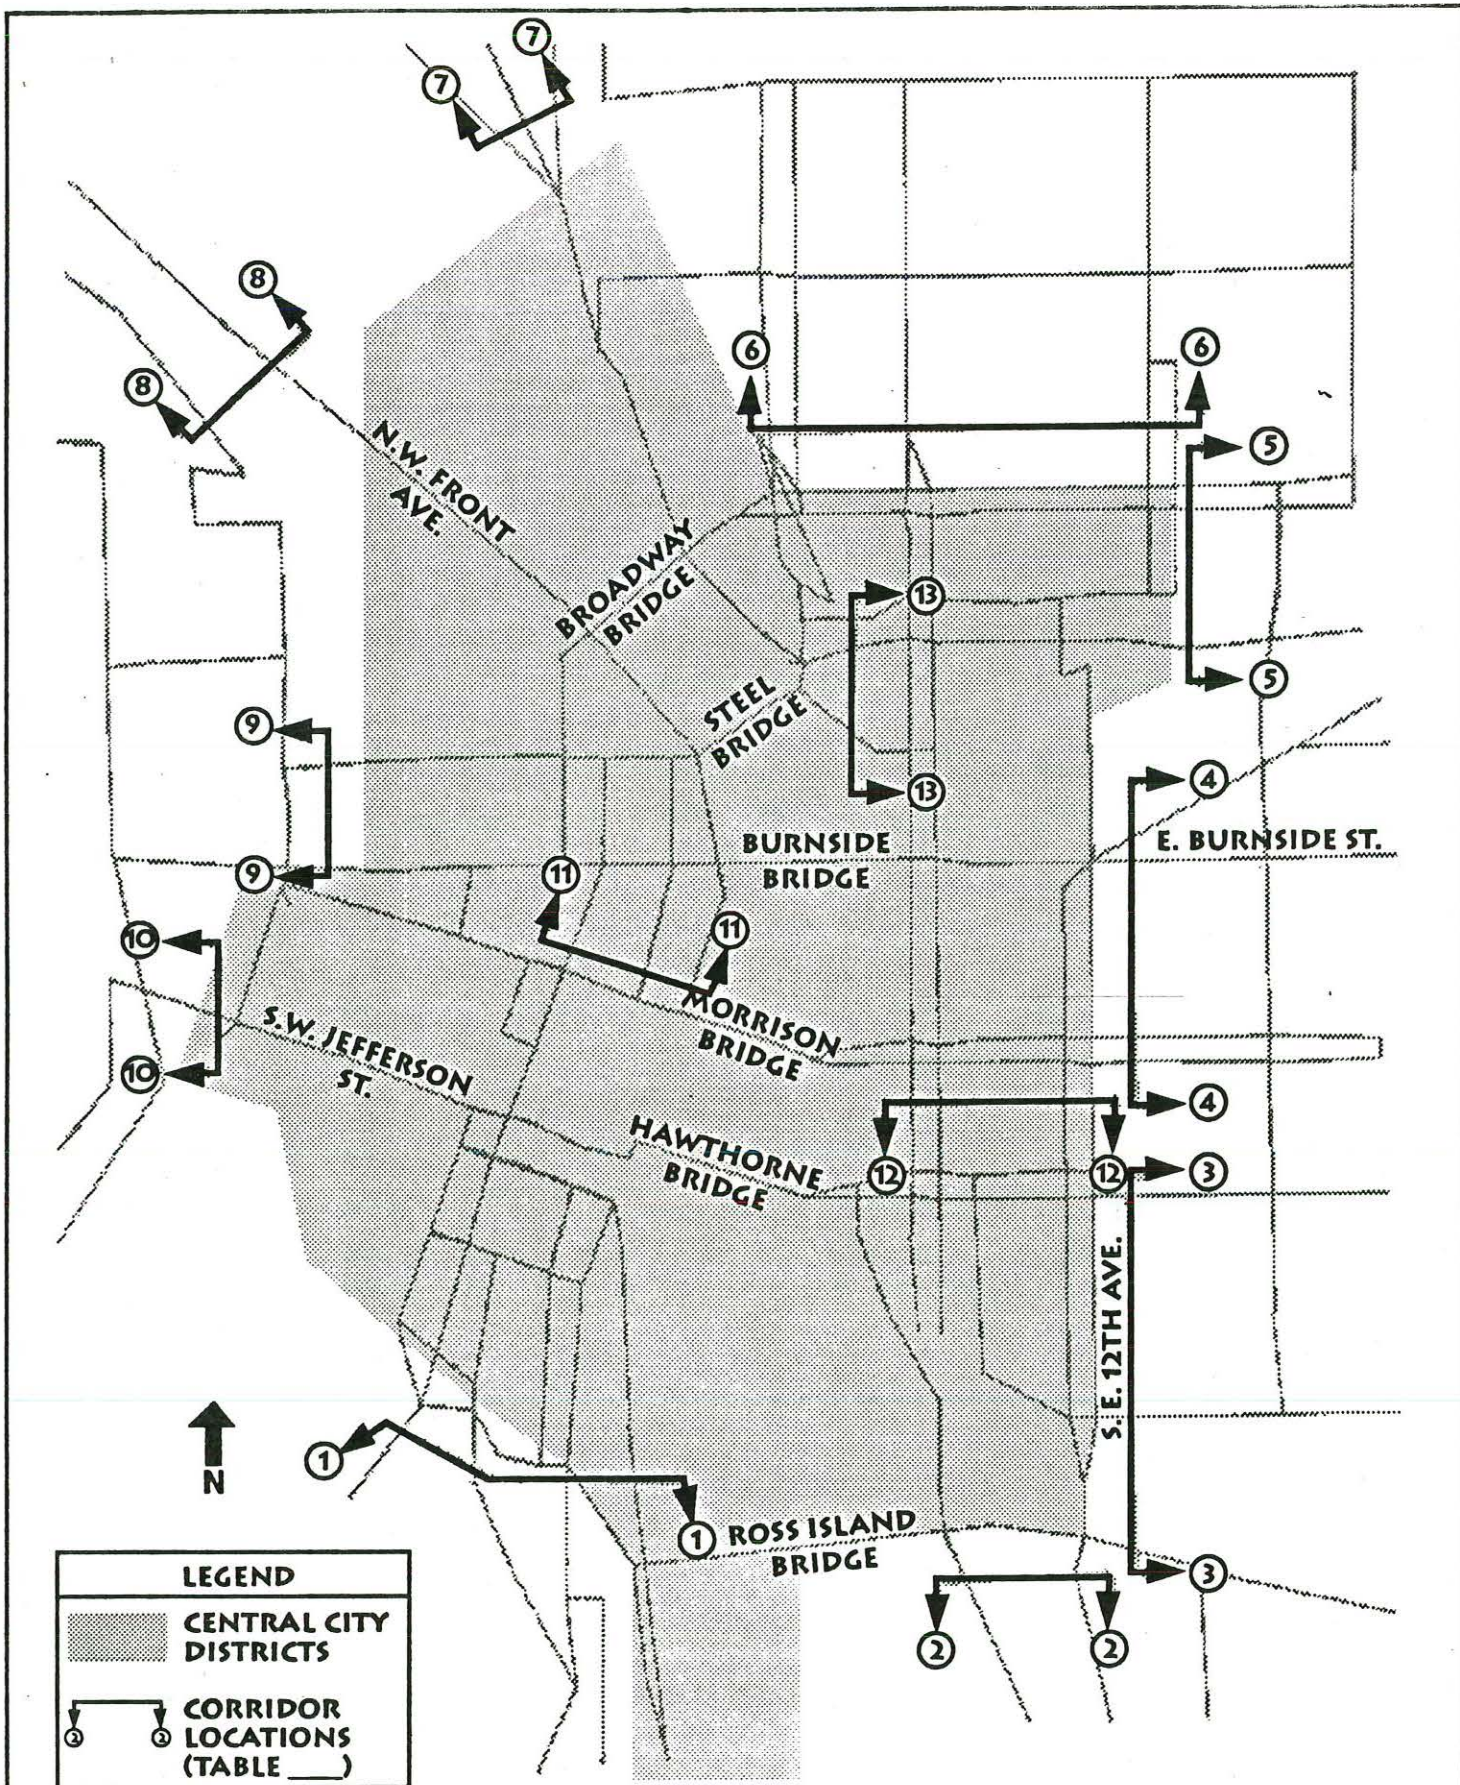 7
7
8
8
6
6
5
N.W. FRONT
AVE.
BROADWAY
BRIDGE
13
5
STEEL
BRIDGE
9
13
4
BURNSIDE
BRIDGE
E. BURNSIDE ST.
9
11
11
10
MORRISON
BRIDGE
S.W. JEFFERSON
ST.
10
4
HAWTHORNE
BRIDGE
12
12
3
S.E. 12TH AVE.
N
1
1
ROSS ISLAND
BRIDGE
3
2
2
LEGEND
CENTRAL CITY
DISTRICTS
2
2
CORRIDOR
LOCATIONS
(TABLE ___)